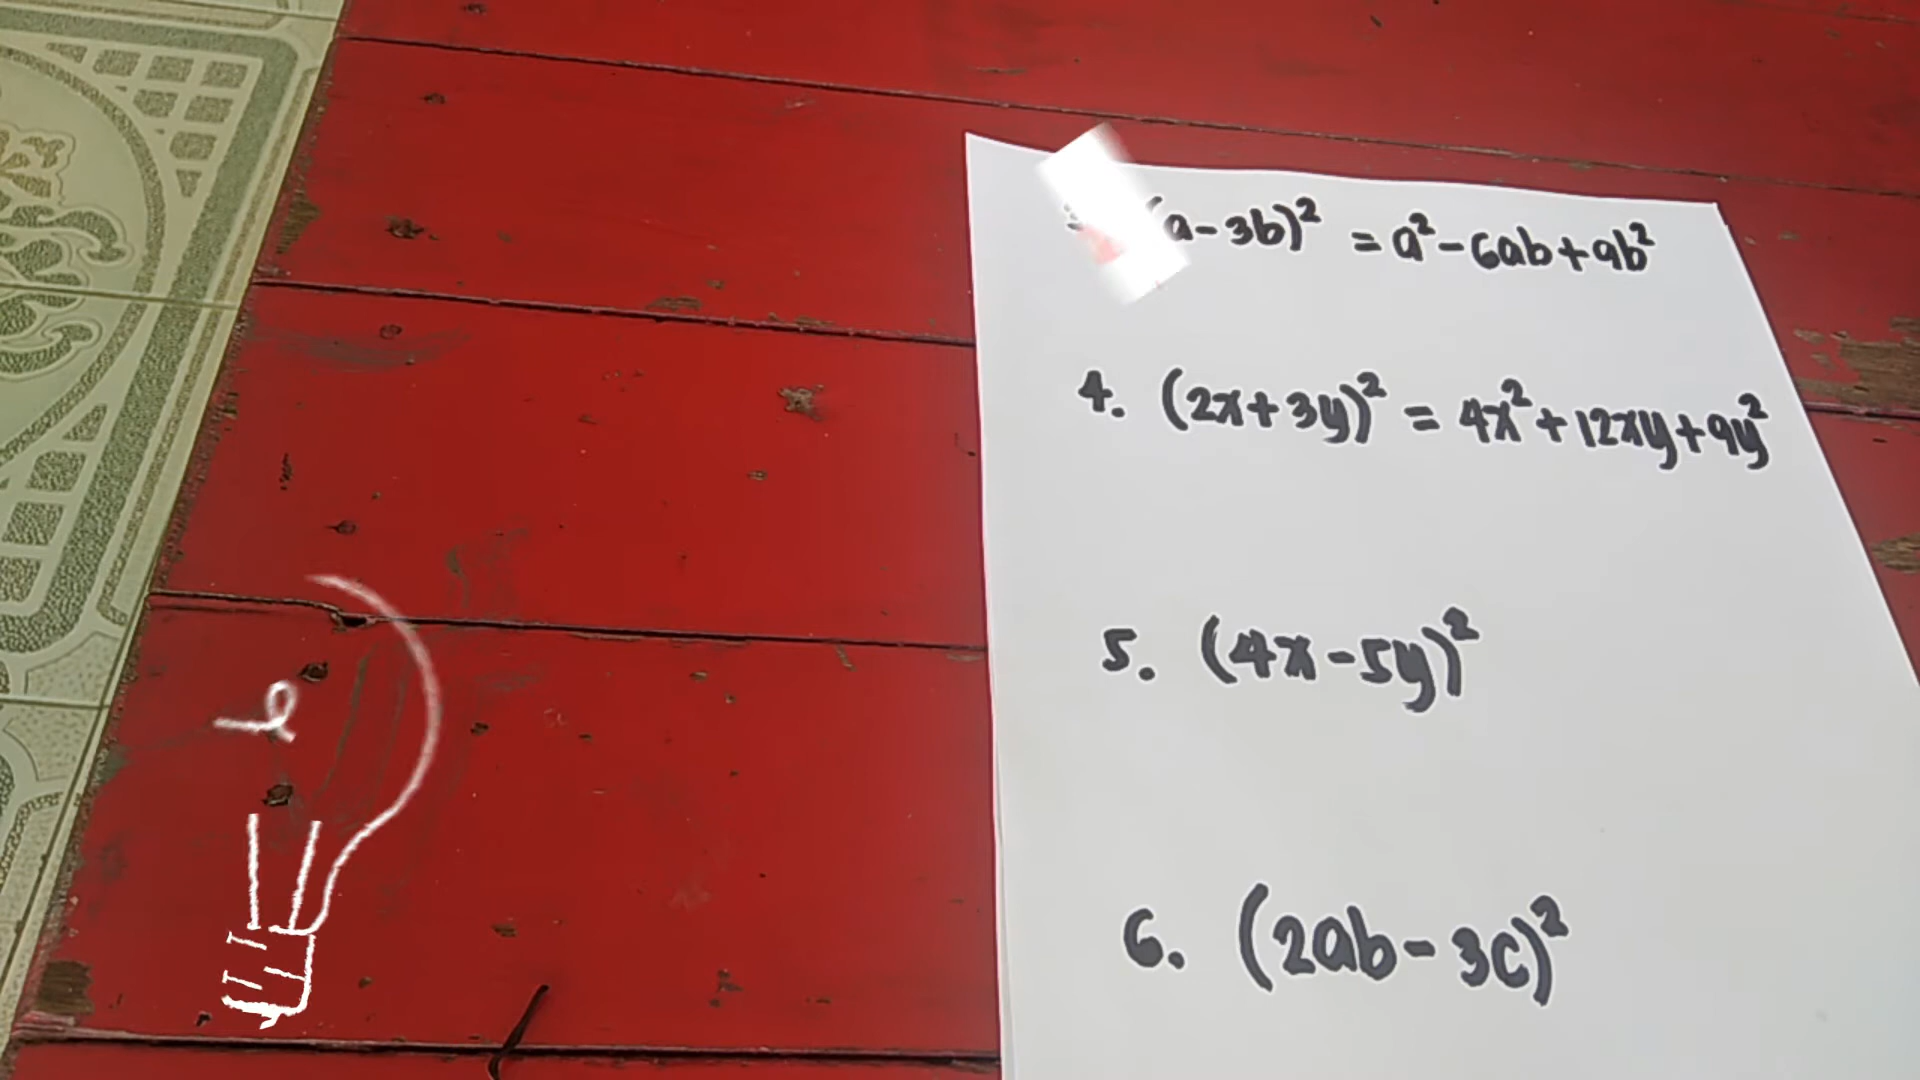 (a-3b)² = a²-6ab+9b²
4. (2x+3y)² = 4x²+12xy+9y²
5. (4x-5y)²
6. (2ab-3c)²